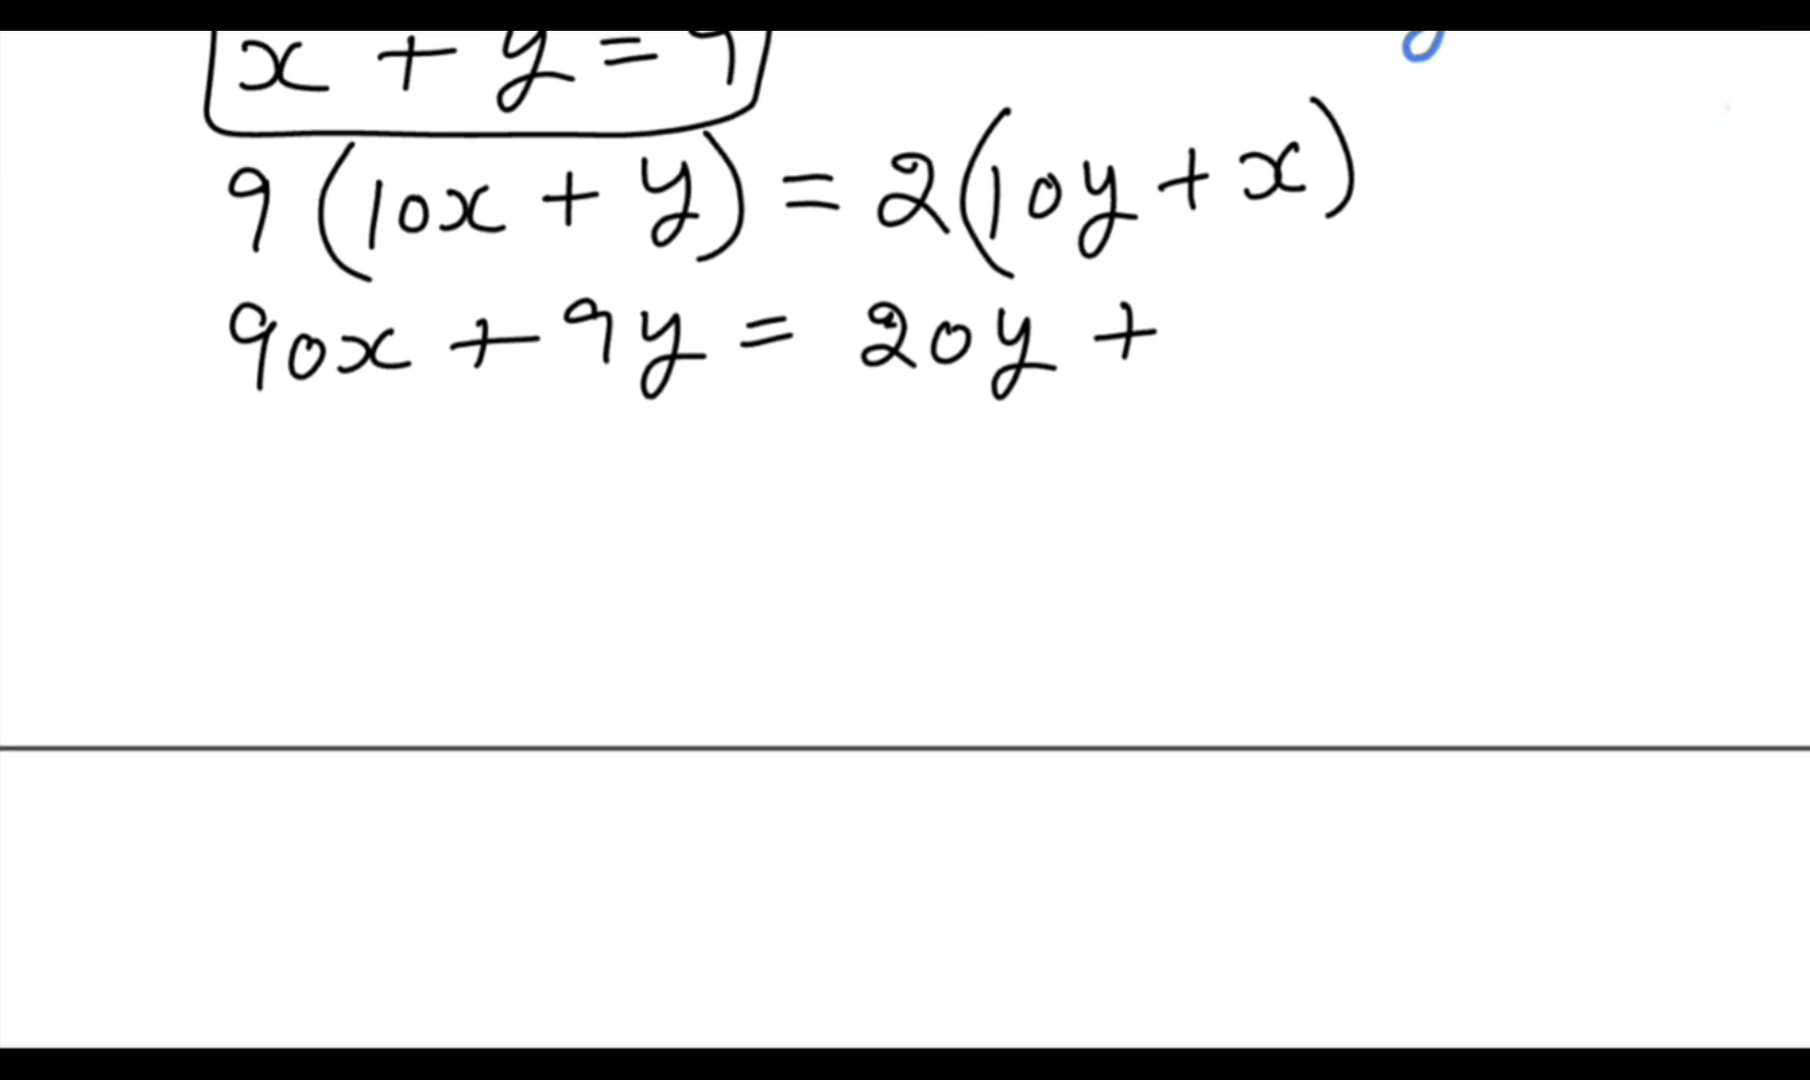 x + y = 9
9(10x + y) = 2(10y + x)
90x + 9y = 20y +